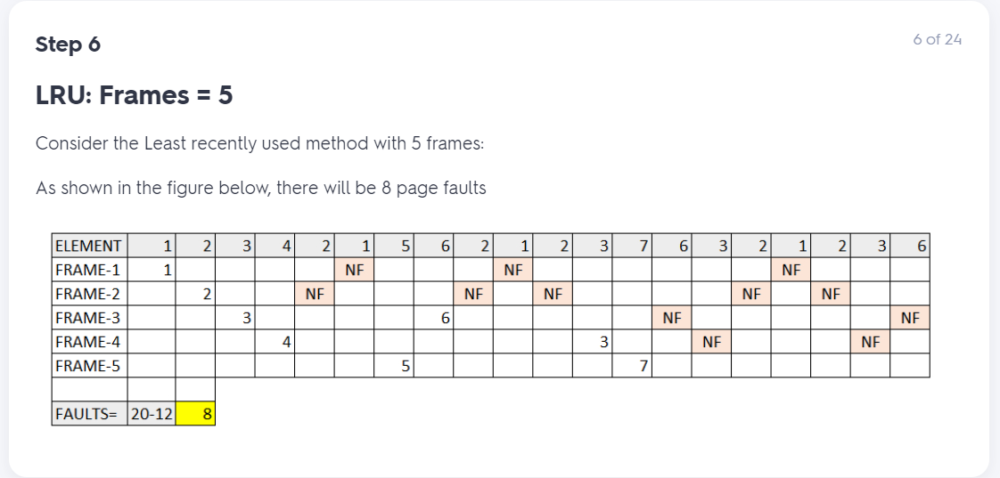 Step 6
6 of 24
LRU: Frames = 5
Consider the Least recently used method with 5 frames:
As shown in the figure below, there will be 8 page faults
ELEMENT 1 2 3 4 2 1 5 6 2 1 2 3 7 6 3 2 1 2 3 6
FRAME-1 1 NF NF NF
FRAME-2 2 NF NF NF NF NF
FRAME-3 3 6 NF NF
FRAME-4 4 3 NF NF
FRAME-5 5 7
FAULTS= 20-12 8